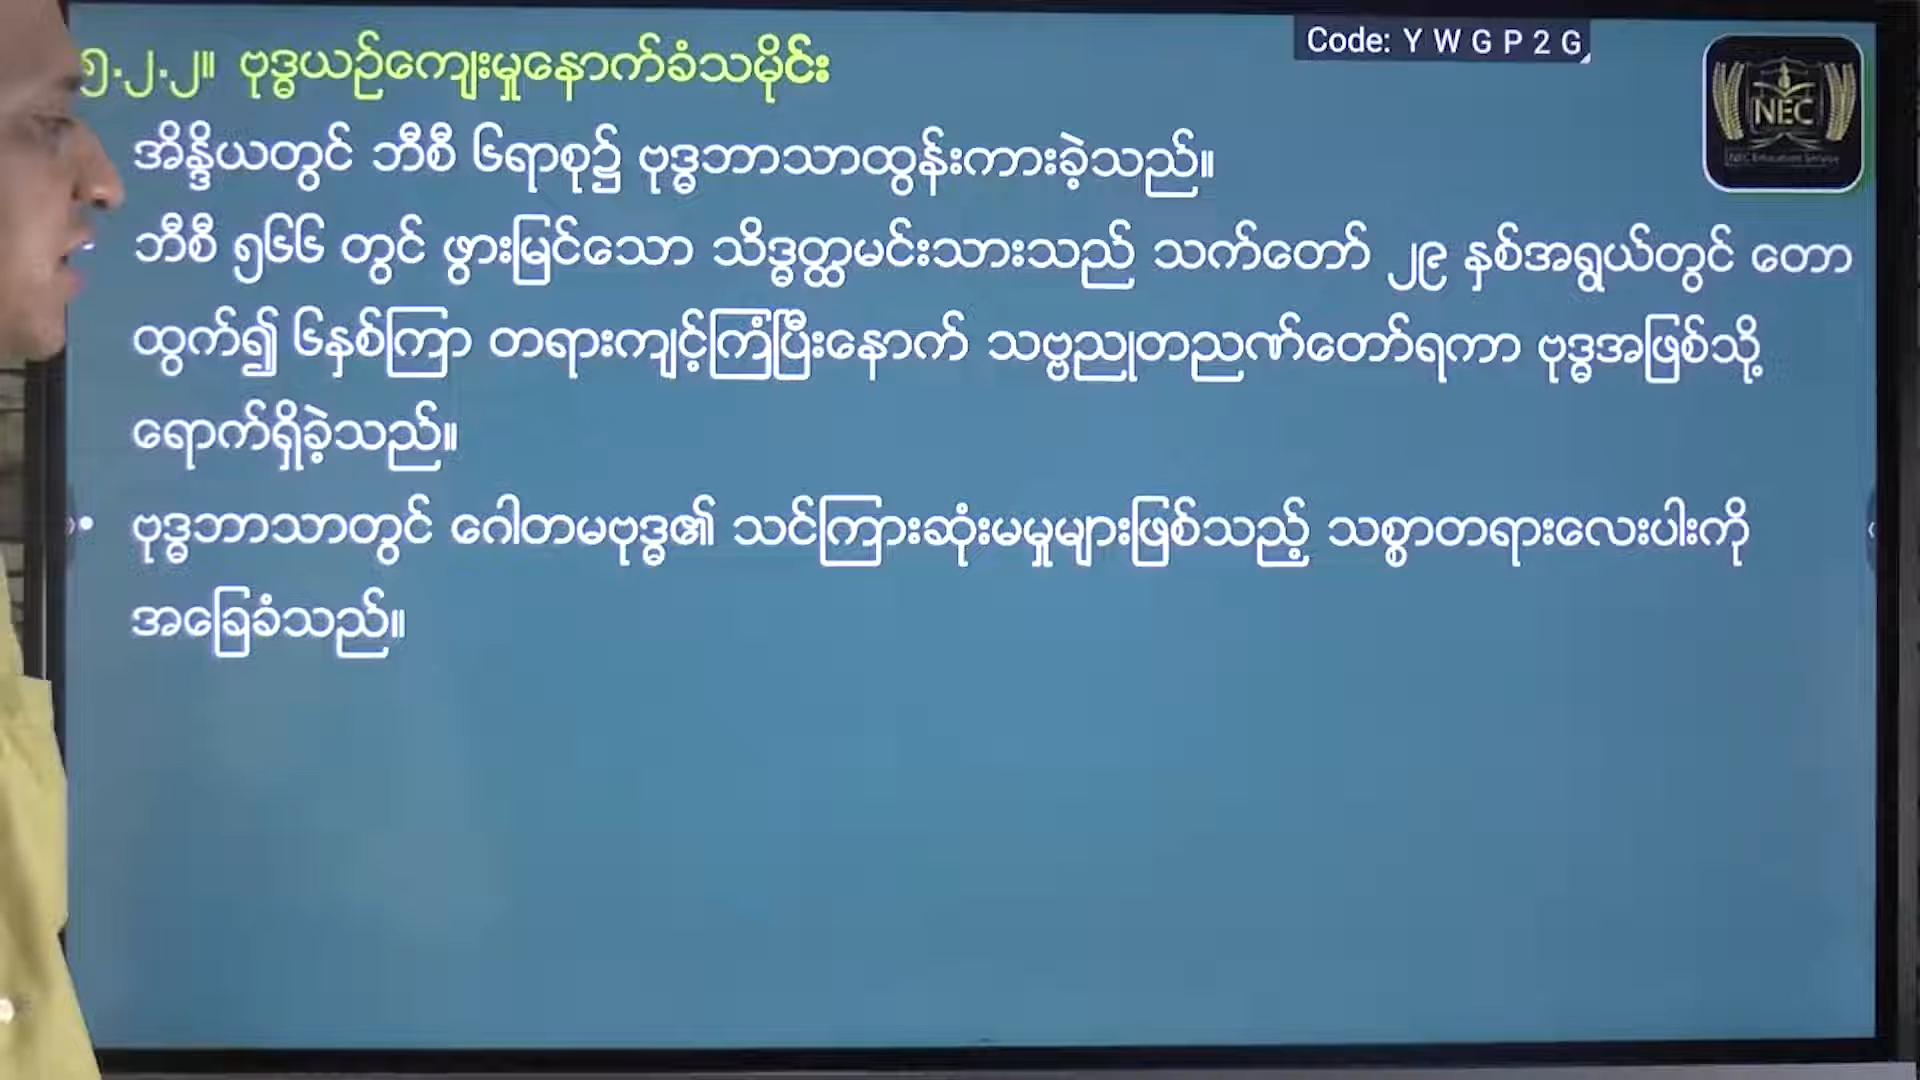 Code: Y W G P 2 G
၅.၂.၂။ ဗုဒ္ဓယဉ်ကျေးမှုနောက်ခံသမိုင်း
NEC
NEC Education Service
အိန္ဒိယတွင် ဘီစီ ၆ရာစု၌ ဗုဒ္ဓဘာသာထွန်းကားခဲ့သည်။
ဘီစီ ၅၆၆ တွင် ဖွားမြင်သော သိဒ္ဓတ္ထမင်းသားသည် သက်တော် ၂၉ နှစ်အရွယ်တွင် တော
ထွက်၍ ၆နှစ်ကြာ တရားကျင့်ကြံပြီးနောက် သဗ္ဗညုတညဏ်တော်ရကာ ဗုဒ္ဓအဖြစ်သို့
ရောက်ရှိခဲ့သည်။
• ဗုဒ္ဓဘာသာတွင် ဂေါတမဗုဒ္ဓ၏ သင်ကြားဆုံးမမှုများဖြစ်သည့် သစ္စာတရားလေးပါးကို
အခြေခံသည်။